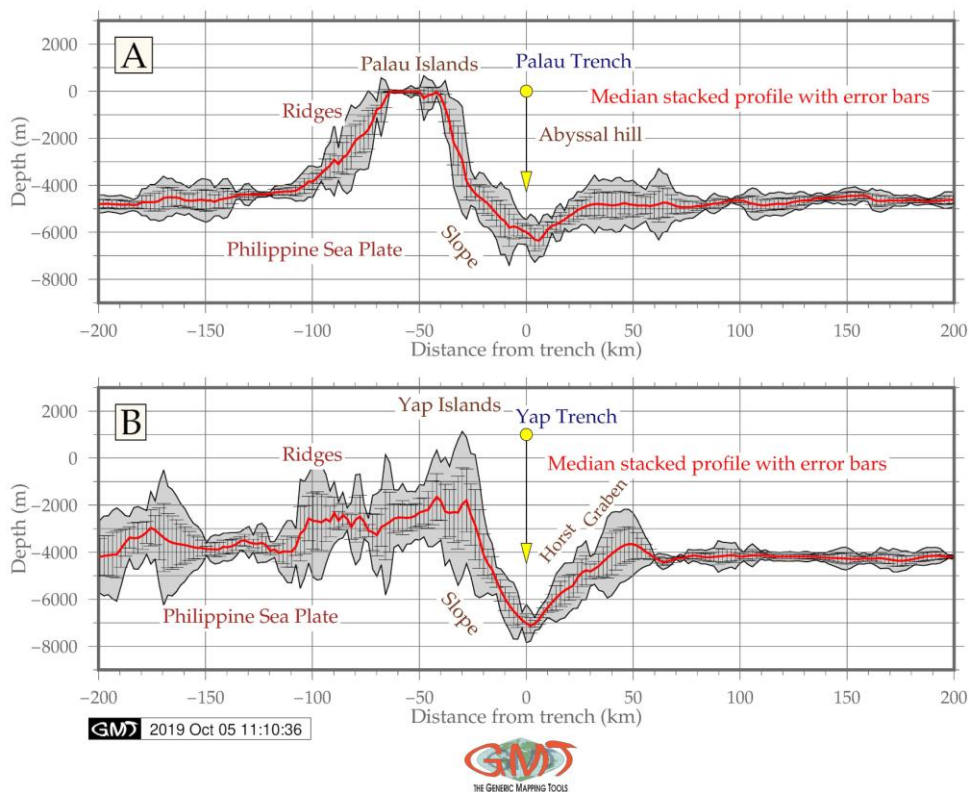 A
2000
0
−2000
−4000
−6000
−8000
Depth (m)
Palau Islands
Palau Trench
Ridges
Median stacked profile with error bars
Abyssal hill
Philippine Sea Plate
Slope
−200 −150 −100 −50 0 50 100 150 200
Distance from trench (km)
B
2000
0
−2000
−4000
−6000
−8000
Depth (m)
Yap Islands
Yap Trench
Ridges
Median stacked profile with error bars
Horst Graben
Philippine Sea Plate
Slope
−200 −150 −100 −50 0 50 100 150 200
Distance from trench (km)
GMT 2019 Oct 05 11:10:36
GMT
THE GENERIC MAPPING TOOLS